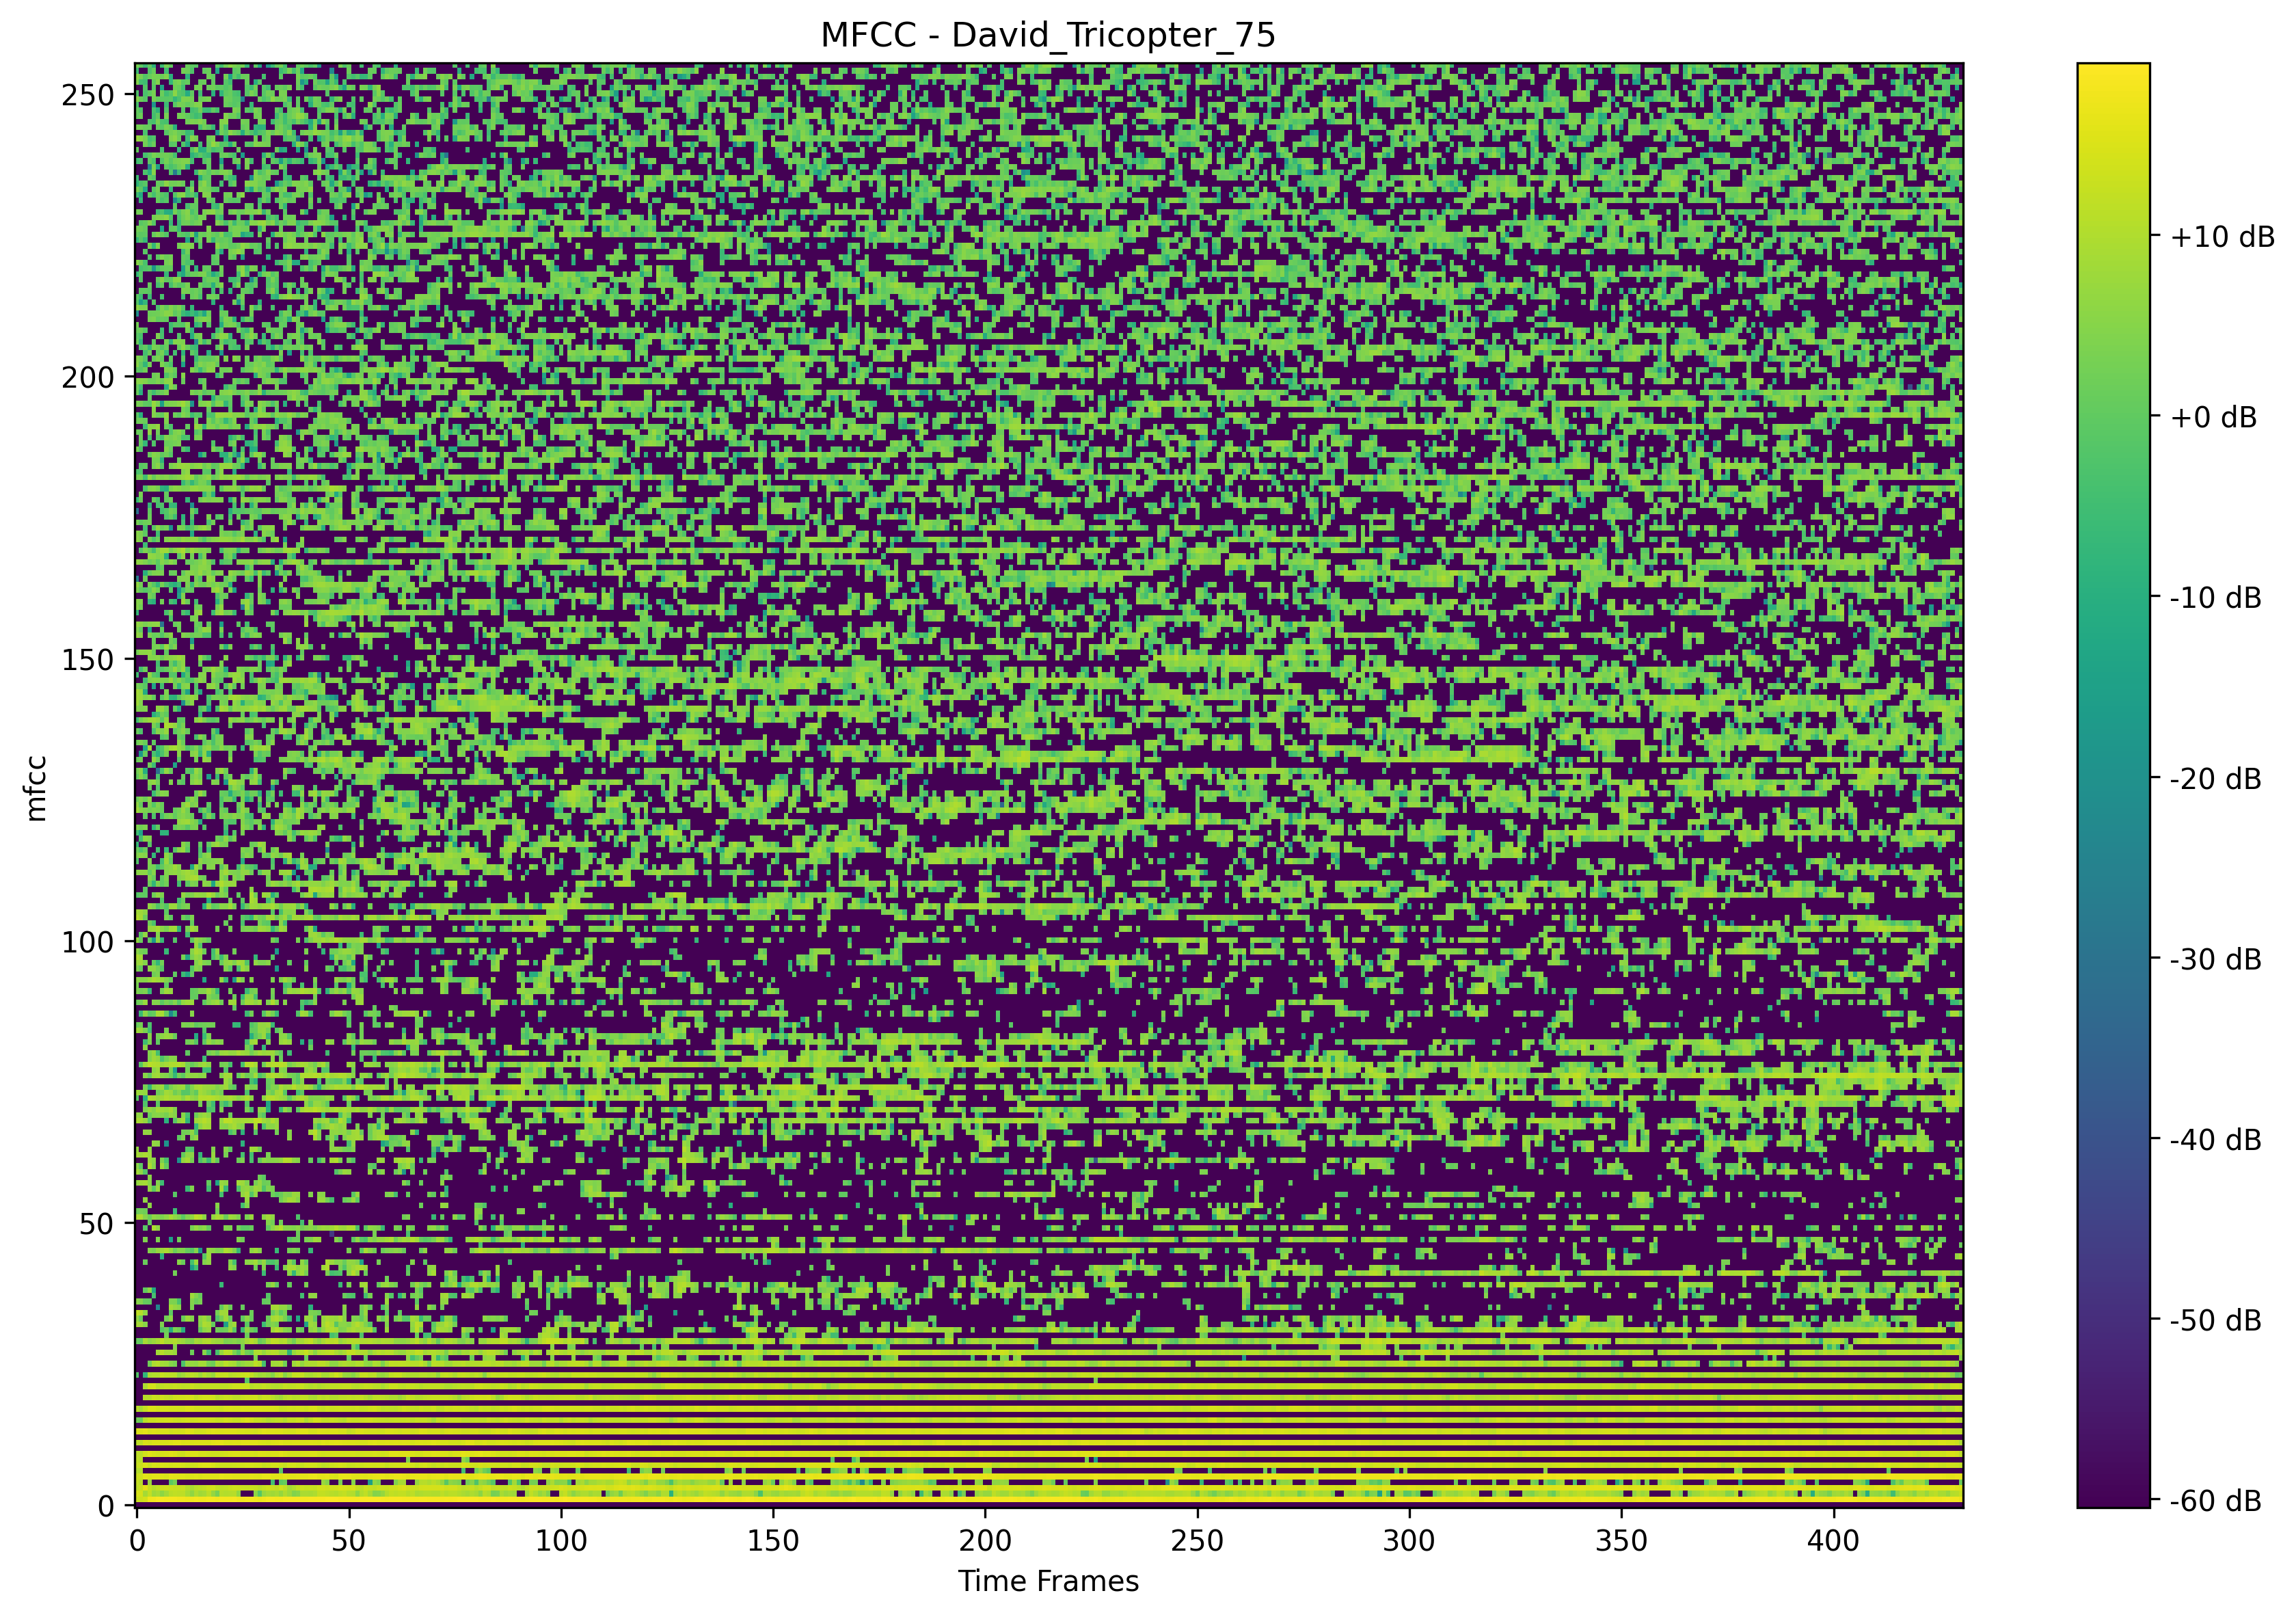 MFCC - David_Tricopter_75
mfcc
250
200
150
100
50
0
0 50 100 150 200 250 300 350 400
Time Frames
+10 dB
+0 dB
-10 dB
-20 dB
-30 dB
-40 dB
-50 dB
-60 dB